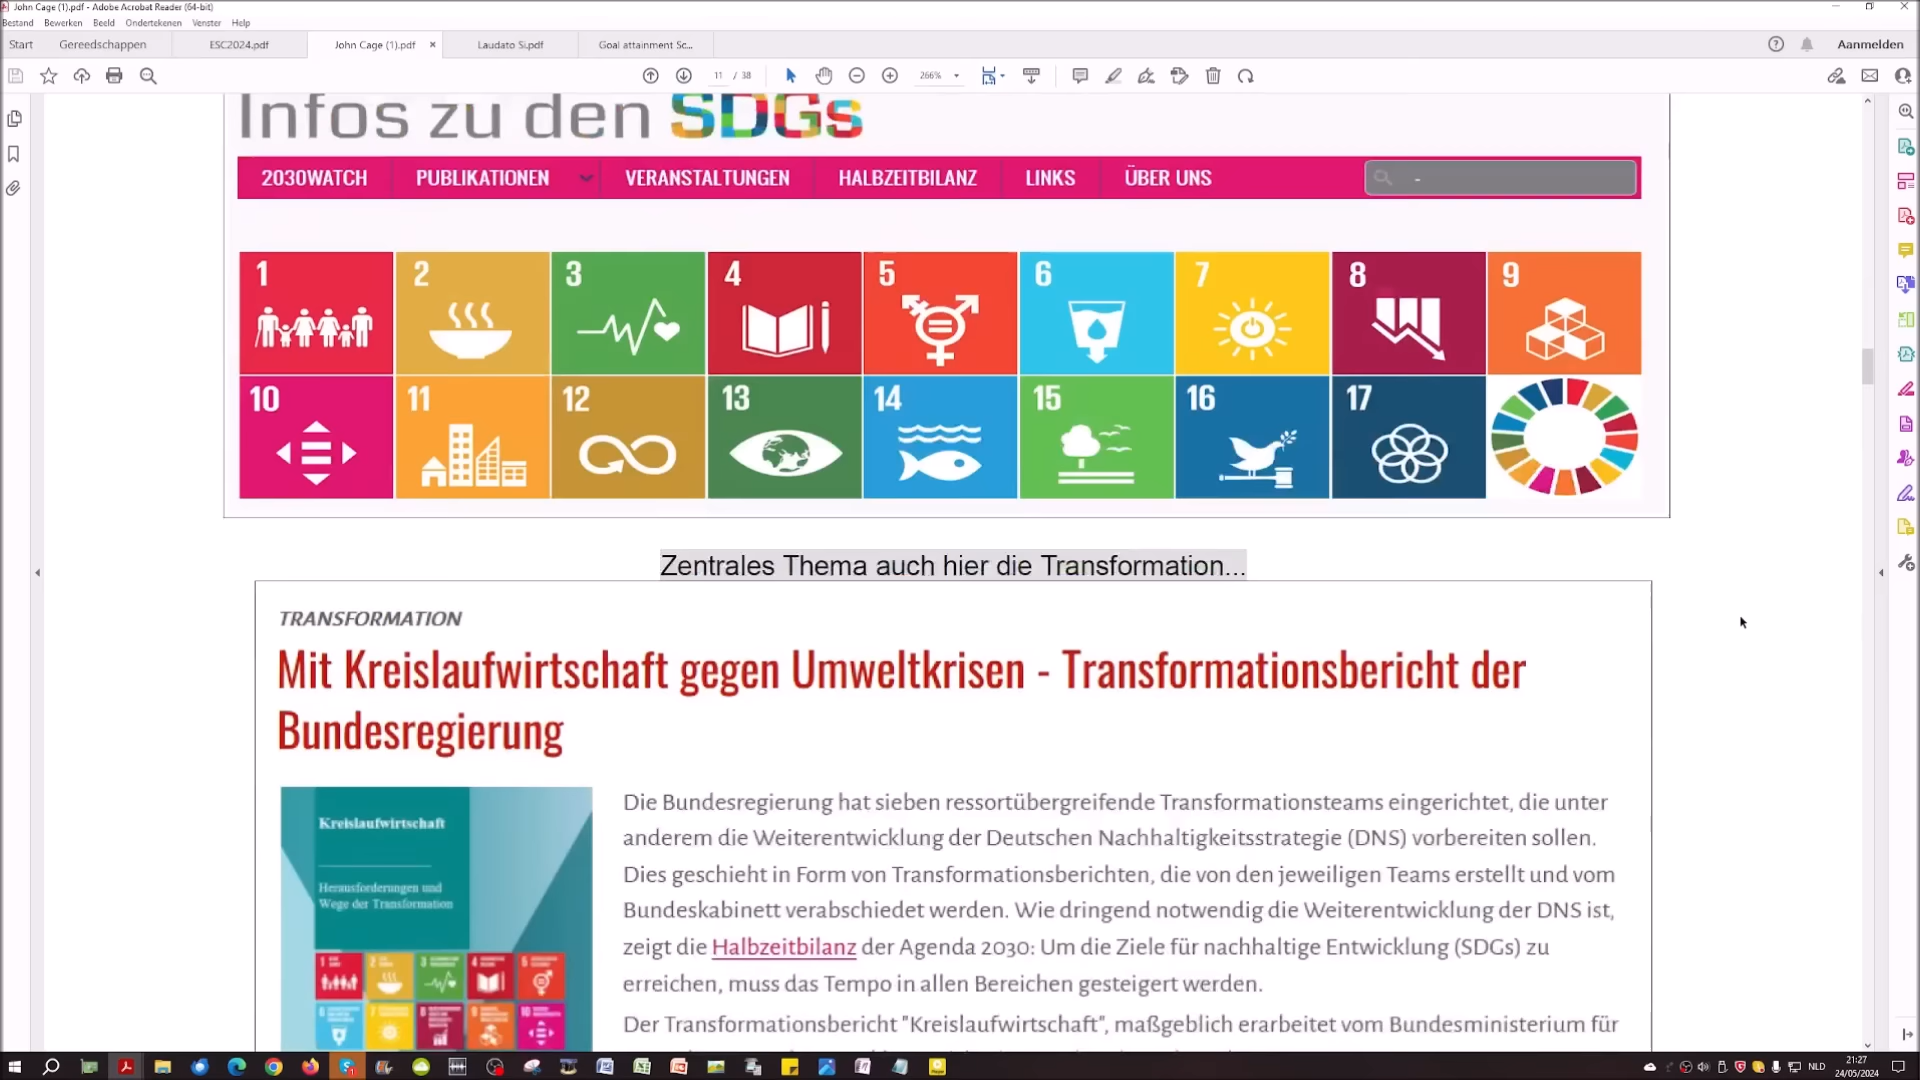 John Cage (1).pdf - Adobe Acrobat Reader (64-bit)
Bestand Bewerken Beeld Ondertekenen Venster Help
Start Gereedschappen ESC2024.pdf John Cage (1).pdf × Laudato Si.pdf Goal attainment Sc... Aanmelden
11 / 38 266%
Infos zu den SDGs
2030WATCH PUBLIKATIONEN VERANSTALTUNGEN HALBZEITBILANZ LINKS ÜBER UNS -
1 2 3 4 5 6 7 8 9
10 11 12 13 14 15 16 17
Zentrales Thema auch hier die Transformation...
TRANSFORMATION
Mit Kreislaufwirtschaft gegen Umweltkrisen - Transformationsbericht der
Bundesregierung
Kreislaufwirtschaft
Herausforderungen und
Wege der Transformation
Die Bundesregierung hat sieben ressortübergreifende Transformationsteams eingerichtet, die unter
anderem die Weiterentwicklung der Deutschen Nachhaltigkeitsstrategie (DNS) vorbereiten sollen.
Dies geschieht in Form von Transformationsberichten, die von den jeweiligen Teams erstellt und vom
Bundeskabinett verabschiedet werden. Wie dringend notwendig die Weiterentwicklung der DNS ist,
zeigt die Halbzeitbilanz der Agenda 2030: Um die Ziele für nachhaltige Entwicklung (SDGs) zu
erreichen, muss das Tempo in allen Bereichen gesteigert werden.
Der Transformationsbericht "Kreislaufwirtschaft", maßgeblich erarbeitet vom Bundesministerium für
NLD
21:27
24/05/2024